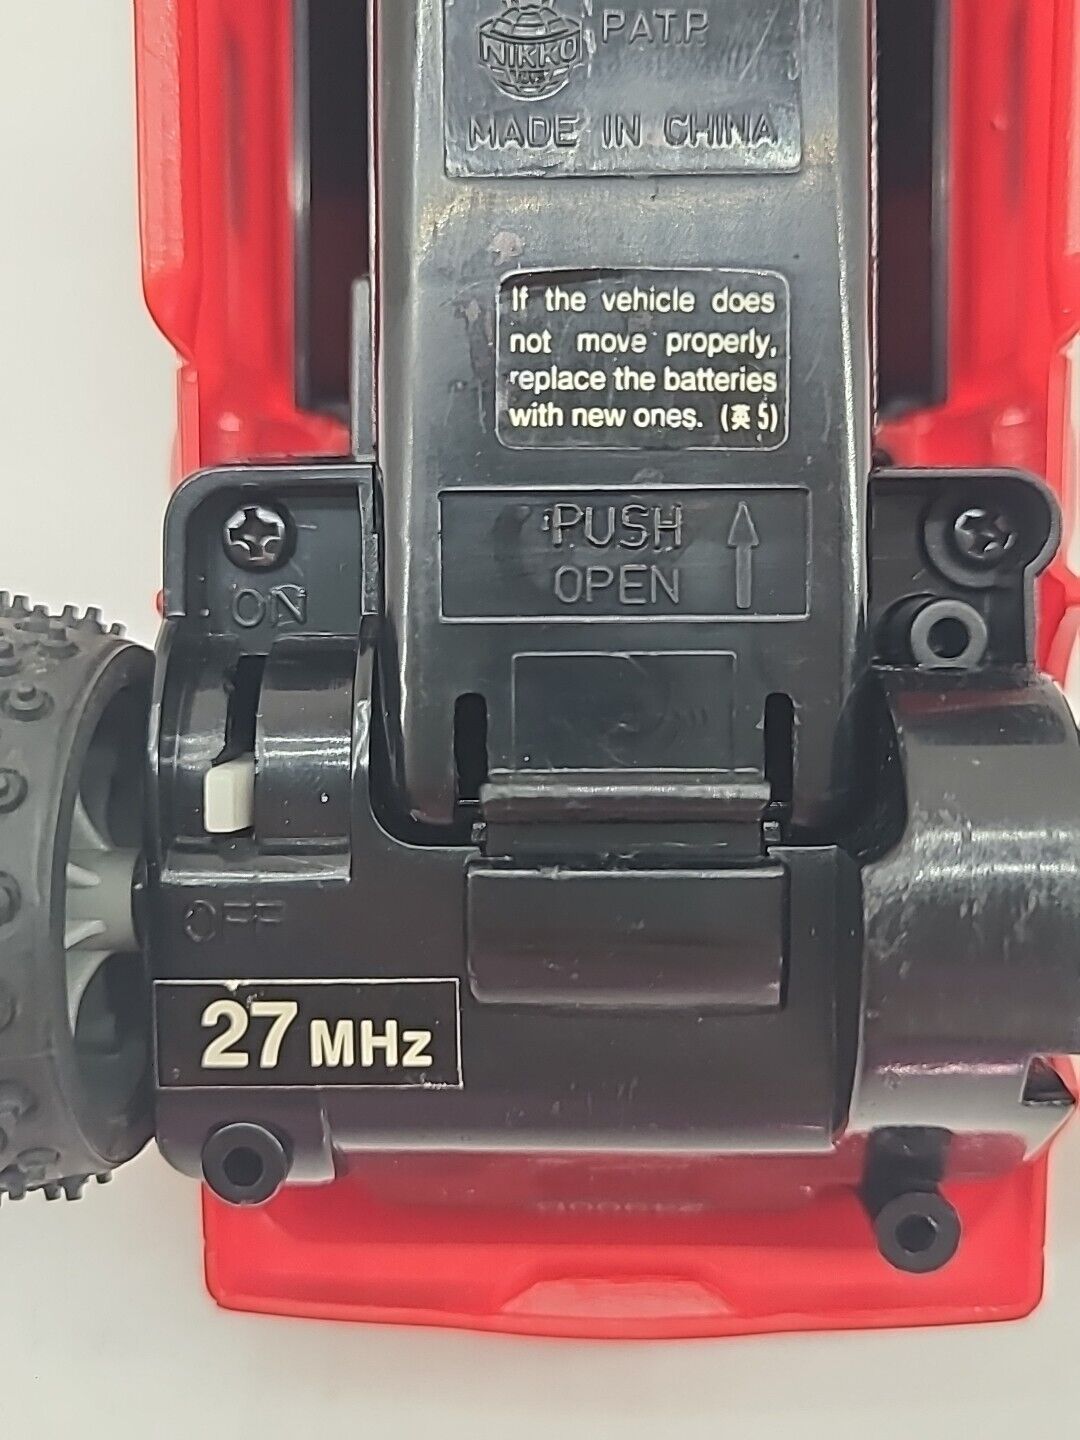 NIKKO
PAT.P.
MADE IN CHINA
If the vehicle does
not move properly,
replace the batteries
with new ones. (英 5)
PUSH
OPEN
ON
OFF
27 MHz